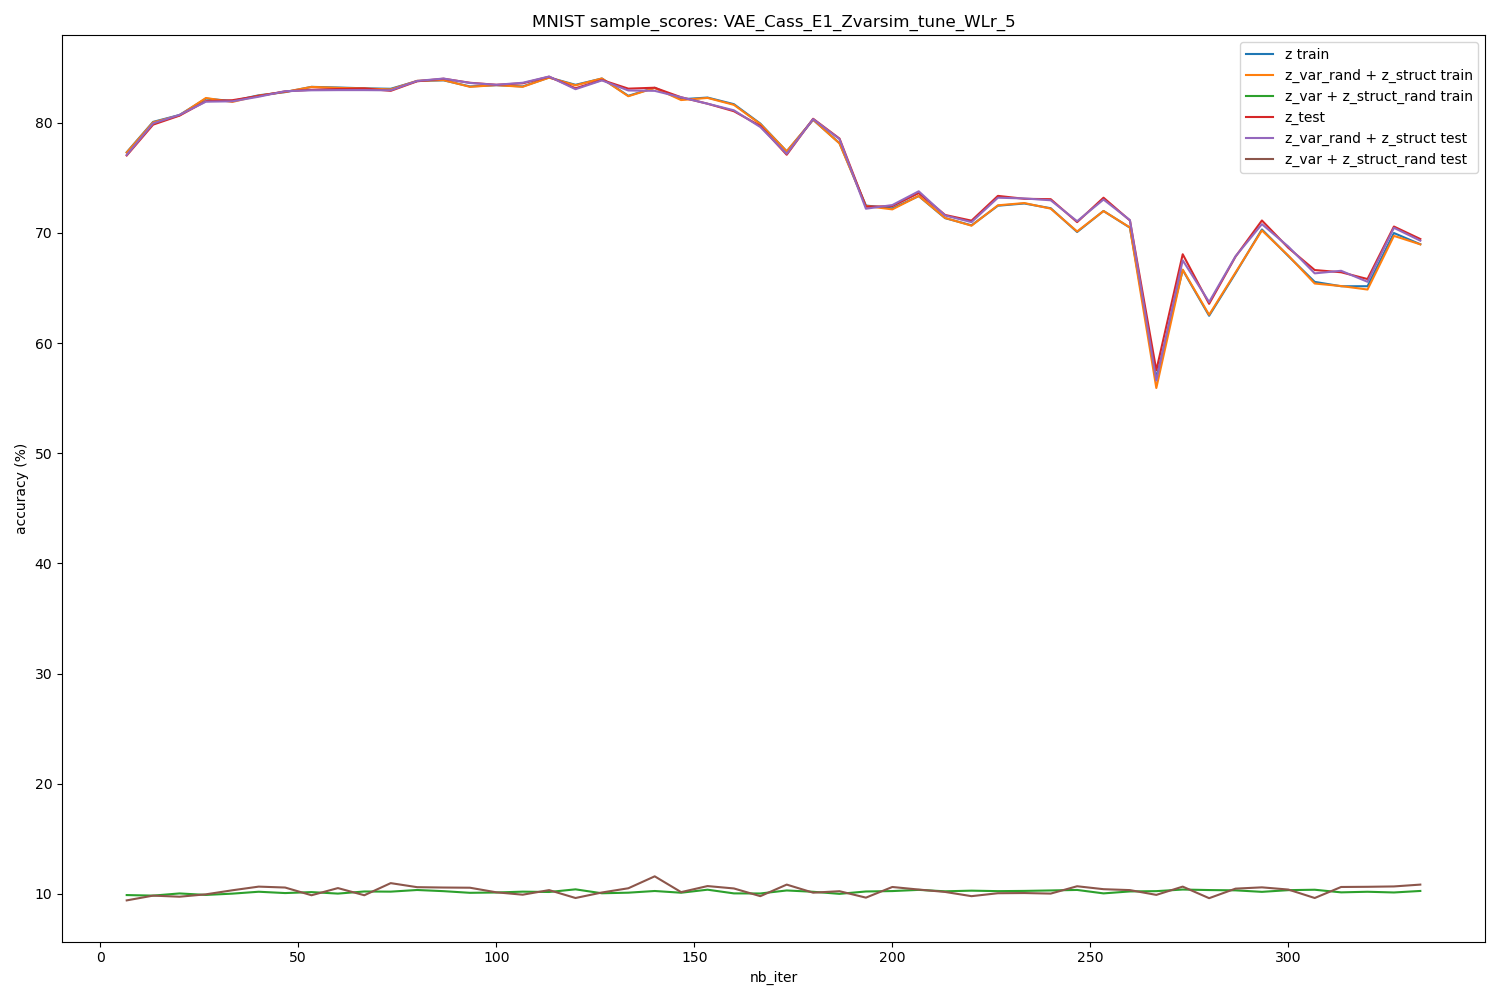 MNIST sample_scores: VAE_Cass_E1_Zvarsim_tune_WLr_5
z train
z_var_rand + z_struct train
z_var + z_struct_rand train
z_test
z_var_rand + z_struct test
z_var + z_struct_rand test
accuracy (%)
80
70
60
50
40
30
20
10
0
50
100
150
200
250
300
nb_iter